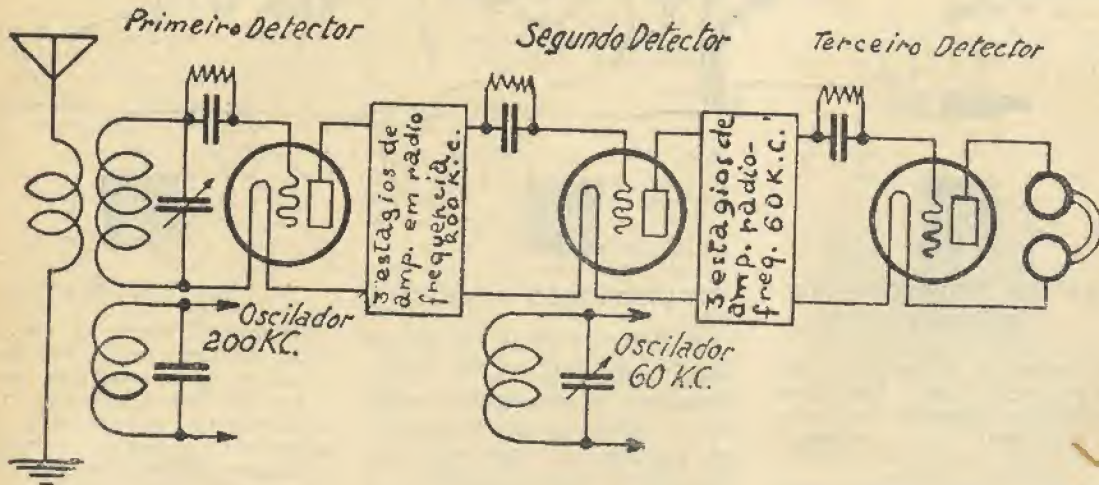 Primeiro Detector
Segundo Detector
Terceiro Detector
3 estagios de
amp. em radio
frequencia
200 K.C.
3 estagios de
amp. radio-
freq. 60 K.C.
Oscilador
200 KC.
Oscilador
60 K.C.